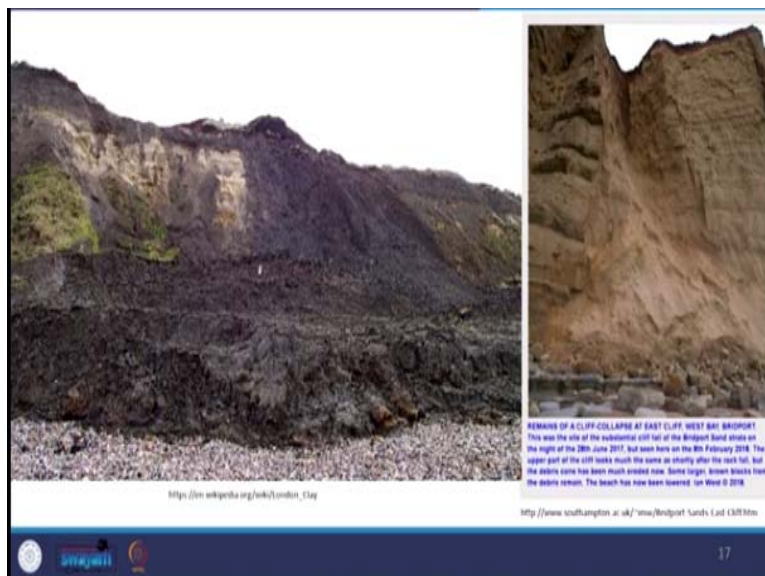 REMAINS OF A CLIFF-COLLAPSE AT EAST CLIFF, WEST BAY, BRIDPORT.
This was the site of the substantial cliff fall of the Bridport Sand strata on
the night of the 28th June 2017, but seen here on the 8th February 2018. The
upper part of the cliff looks much the same as shortly after the rock fall, but
the debris cone has been much eroded now. Some larger, brown blocks from
the debris remain. The beach has now been lowered. Ian West © 2018.
https://en.wikipedia.org/wiki/London_Clay
http://www.southampton.ac.uk/~imw/Bridport-Sands-East-Cliff.htm
swayam
17